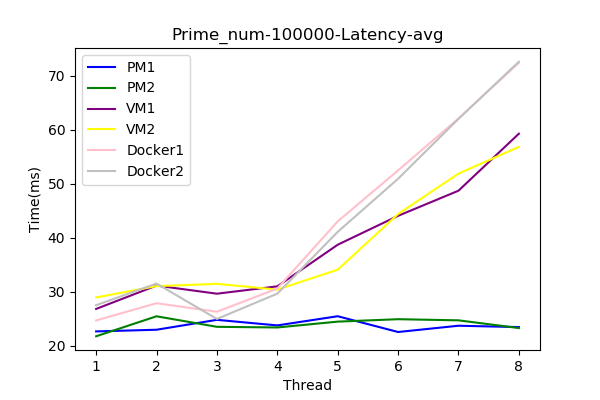 Prime_num-100000-Latency-avg
Time(ms)
70
60
50
40
30
20
PM1
PM2
VM1
VM2
Docker1
Docker2
1 2 3 4 5 6 7 8
Thread